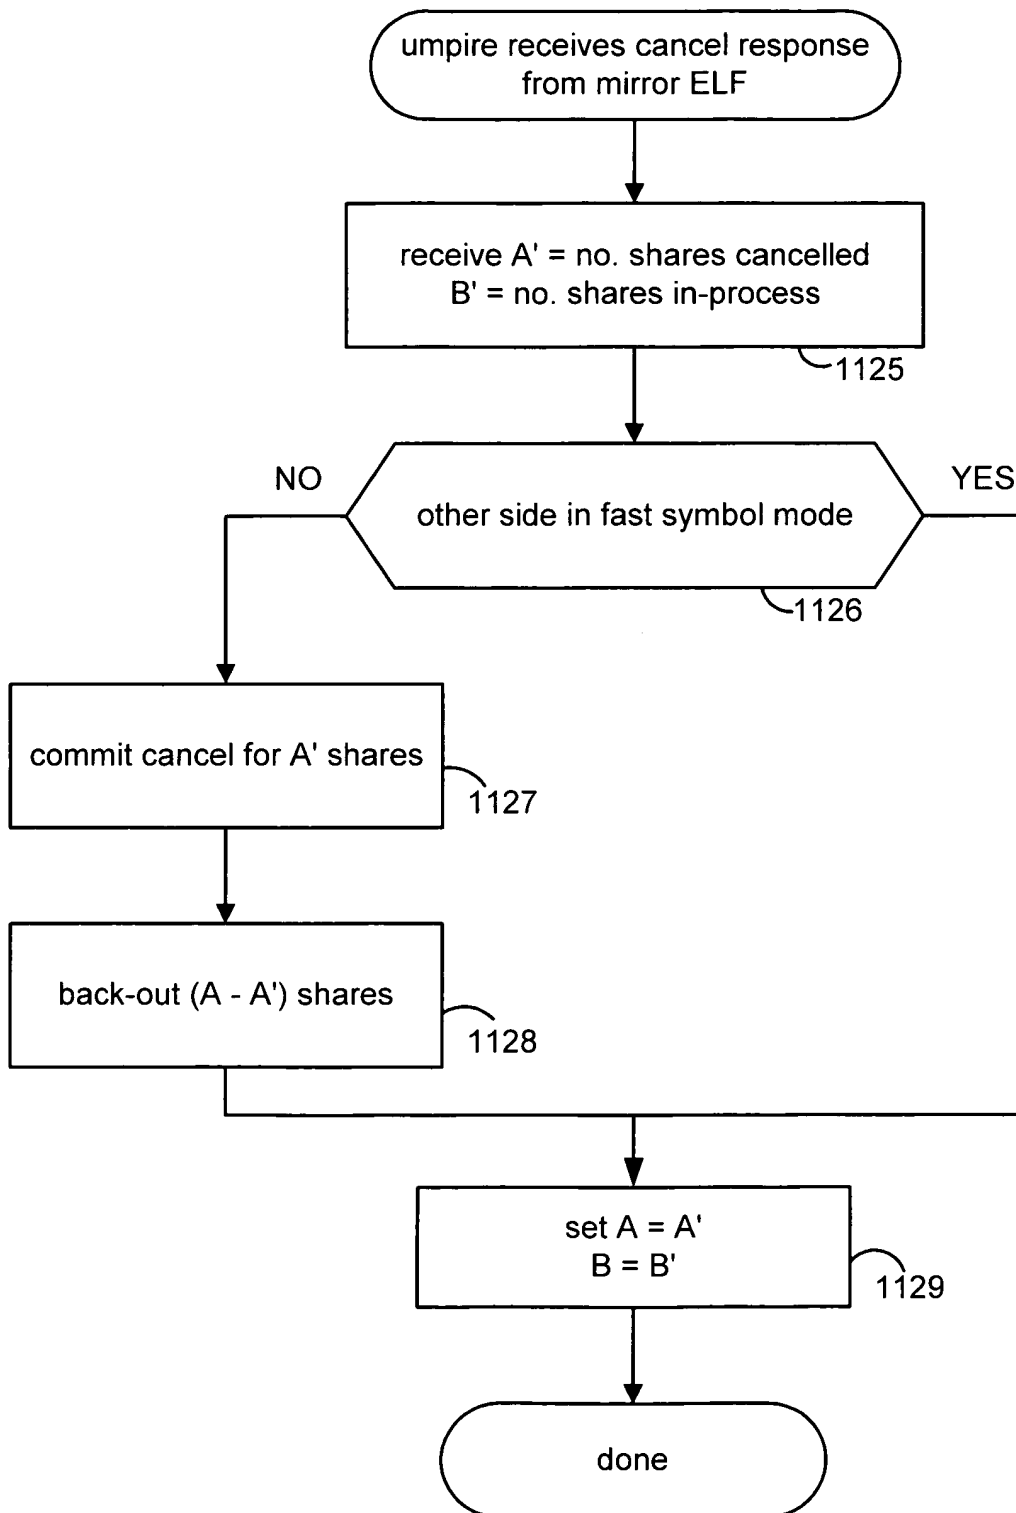 umpire receives cancel response
from mirror ELF
receive A' = no. shares cancelled
B' = no. shares in-process
1125
NO
YES
other side in fast symbol mode
1126
commit cancel for A' shares
1127
back-out (A - A') shares
1128
set A = A'
B = B'
1129
done